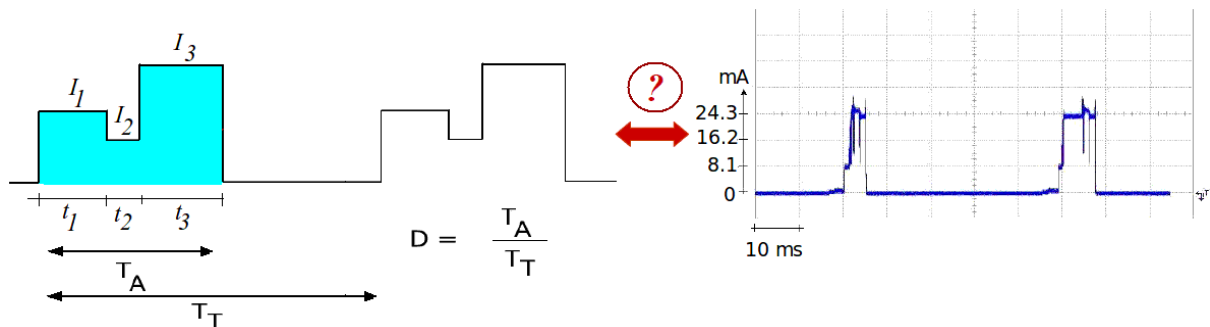 I1
I2
I3
t1
t2
t3
TA
TT
D = TA
TT
?
mA
24.3
16.2
8.1
0
10 ms